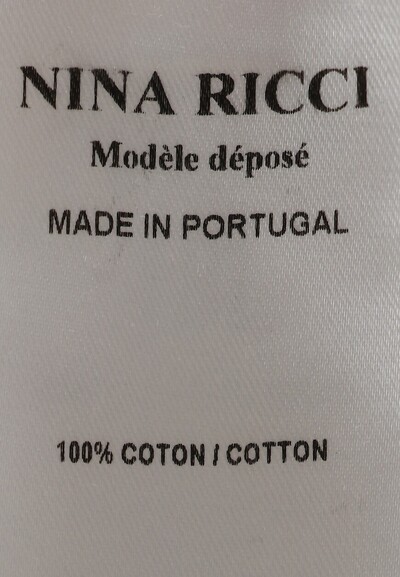 NINA RICCI
Modèle déposé
MADE IN PORTUGAL
100% COTON / COTTON